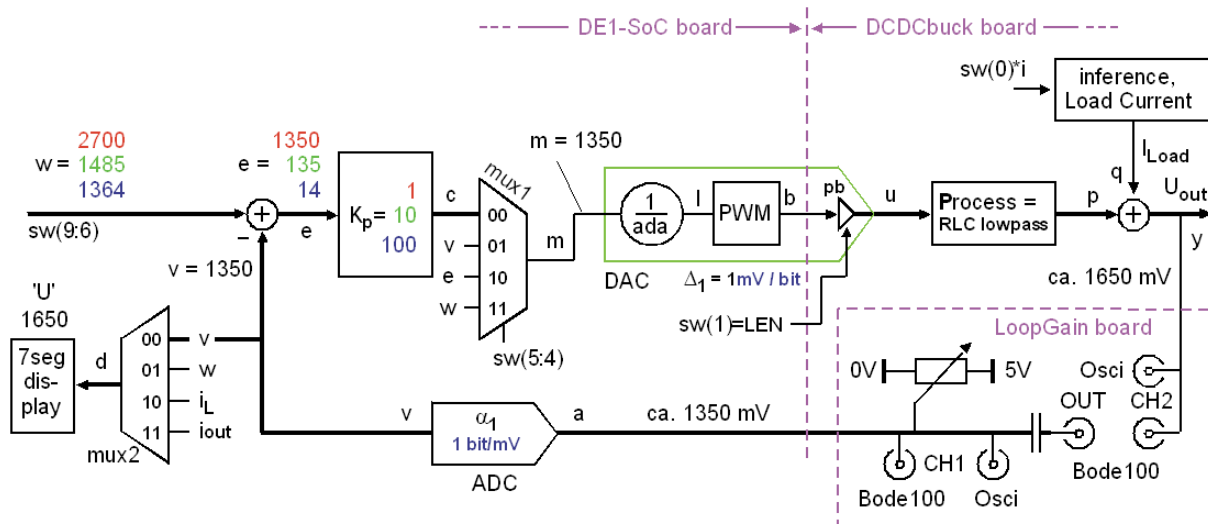 DE1-SoC board
DCDCbuck board
sw(0)*i
inference,
Load Current
2700
w = 1485
1364
1350
e = 135
14
m = 1350
I_Load
q
U_out
sw(9:6)
+
−
e
1
K_p = 10
100
c
mux1
00
v 01
e 10
w 11
m
sw(5:4)
1
ada
l
PWM
b
pb
u
DAC
Δ₁ = 1mV / bit
sw(1)=LEN
Process =
RLC lowpass
p
+
y
v = 1350
ca. 1650 mV
'U'
1650
7seg
dis-
play
d
00 v
01 w
10 i_L
11 iout
mux2
v
α₁
1 bit/mV
ADC
a
ca. 1350 mV
LoopGain board
0V
5V
Osci
CH2
OUT
Bode100
CH1
Bode100
Osci